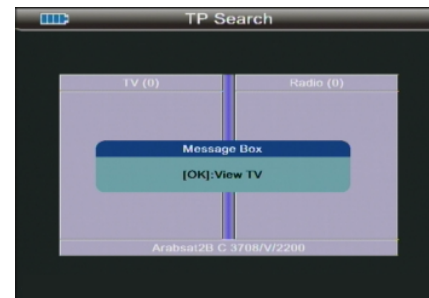 TP Search
TV (0)
Radio (0)
Message Box
[OK]:View TV
Arabsat2B C 3708/V/2200